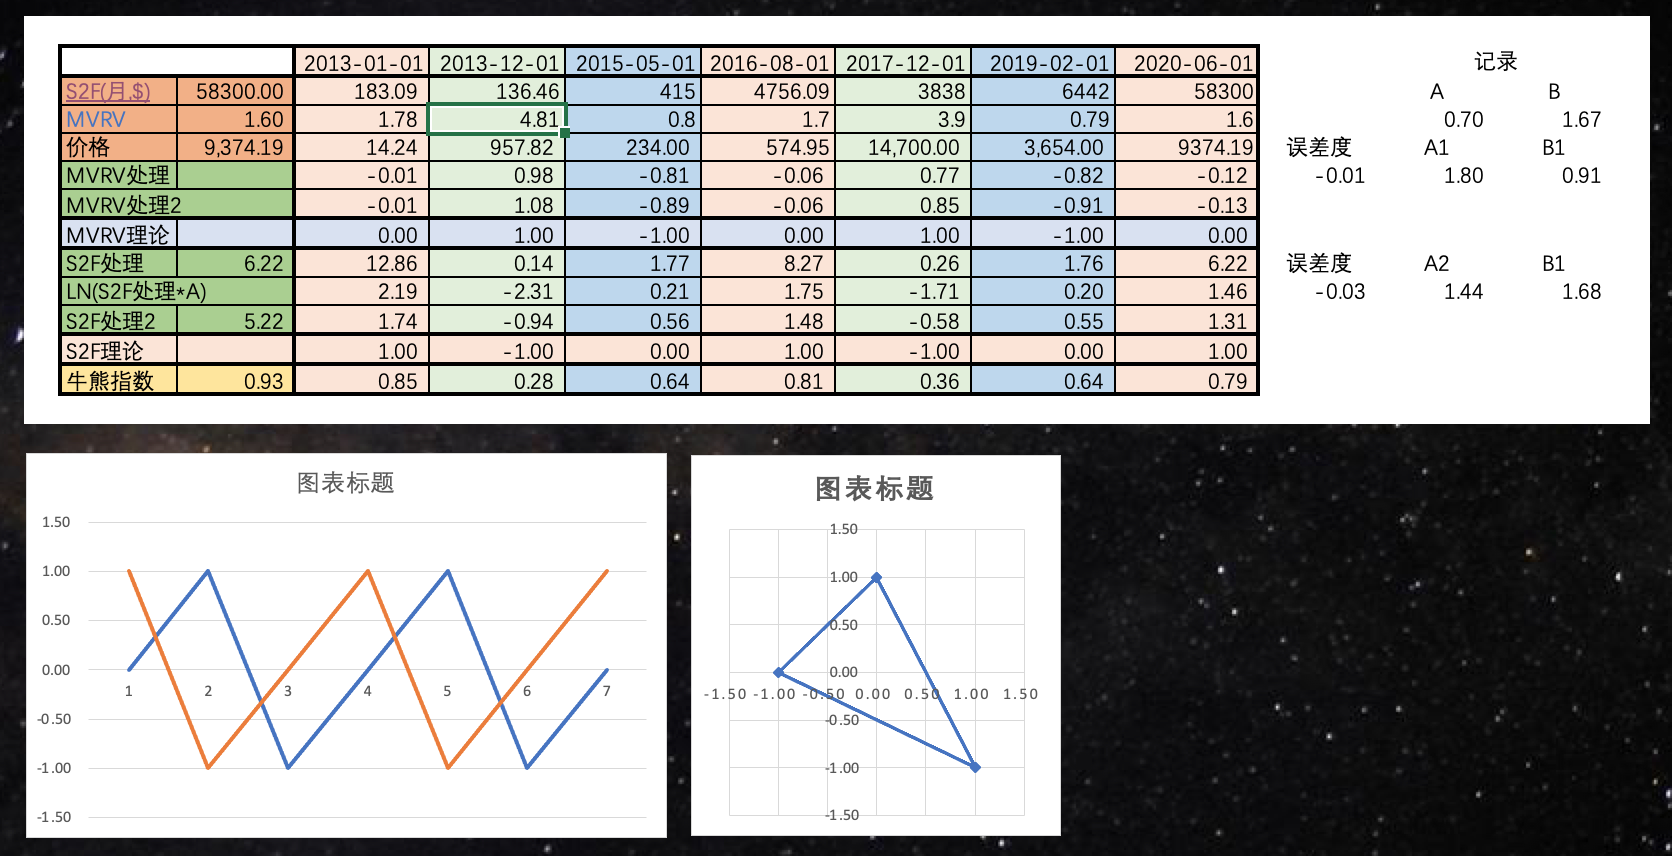 2013-01-01 2013-12-01 2015-05-01 2016-08-01 2017-12-01 2019-02-01 2020-06-01
S2F(月,$) 58300.00 183.09 136.46 415 4756.09 3838 6442 58300
MVRV 1.60 1.78 4.81 0.8 1.7 3.9 0.79 1.6
价格 9,374.19 14.24 957.82 234.00 574.95 14,700.00 3,654.00 9374.19
MVRV处理 -0.01 0.98 -0.81 -0.06 0.77 -0.82 -0.12
MVRV处理2 -0.01 1.08 -0.89 -0.06 0.85 -0.91 -0.13
MVRV理论 0.00 1.00 -1.00 0.00 1.00 -1.00 0.00
S2F处理 6.22 12.86 0.14 1.77 8.27 0.26 1.76 6.22
LN(S2F处理*A) 2.19 -2.31 0.21 1.75 -1.71 0.20 1.46
S2F处理2 5.22 1.74 -0.94 0.56 1.48 -0.58 0.55 1.31
S2F理论 1.00 -1.00 0.00 1.00 -1.00 0.00 1.00
牛熊指数 0.93 0.85 0.28 0.64 0.81 0.36 0.64 0.79
记录
A B
0.70 1.67
误差度 A1 B1
-0.01 1.80 0.91
误差度 A2 B1
-0.03 1.44 1.68
图表标题
1.50
1.00
0.50
0.00
1 2 3 4 5 6 7
-0.50
-1.00
-1.50
图表标题
1.50
1.00
0.50
0.00
-1.50 -1.00 -0.50 0.00 0.50 1.00 1.50
-0.50
-1.00
-1.50